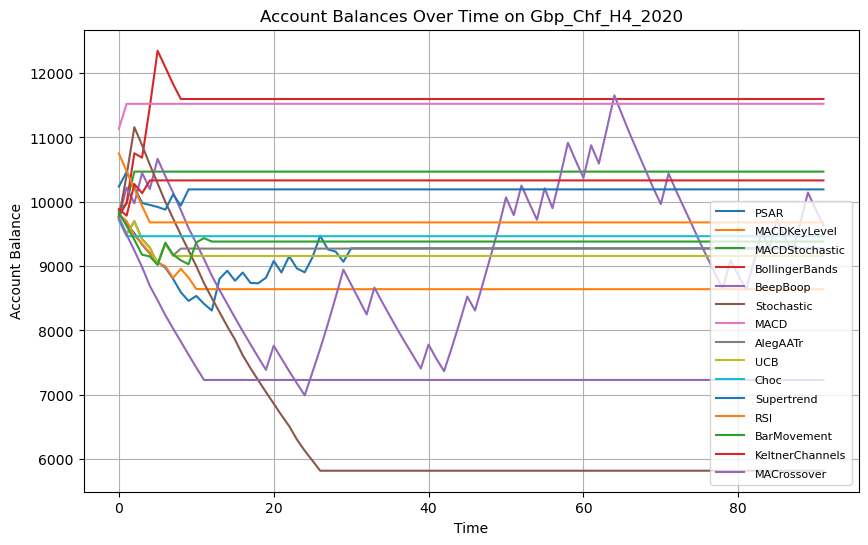 Account Balances Over Time on Gbp_Chf_H4_2020
Account Balance
12000
11000
10000
9000
8000
7000
6000
0
20
40
60
80
Time
PSAR
MACDKeyLevel
MACDStochastic
BollingerBands
BeepBoop
Stochastic
MACD
AlegAATr
UCB
Choc
Supertrend
RSI
BarMovement
KeltnerChannels
MACrossover